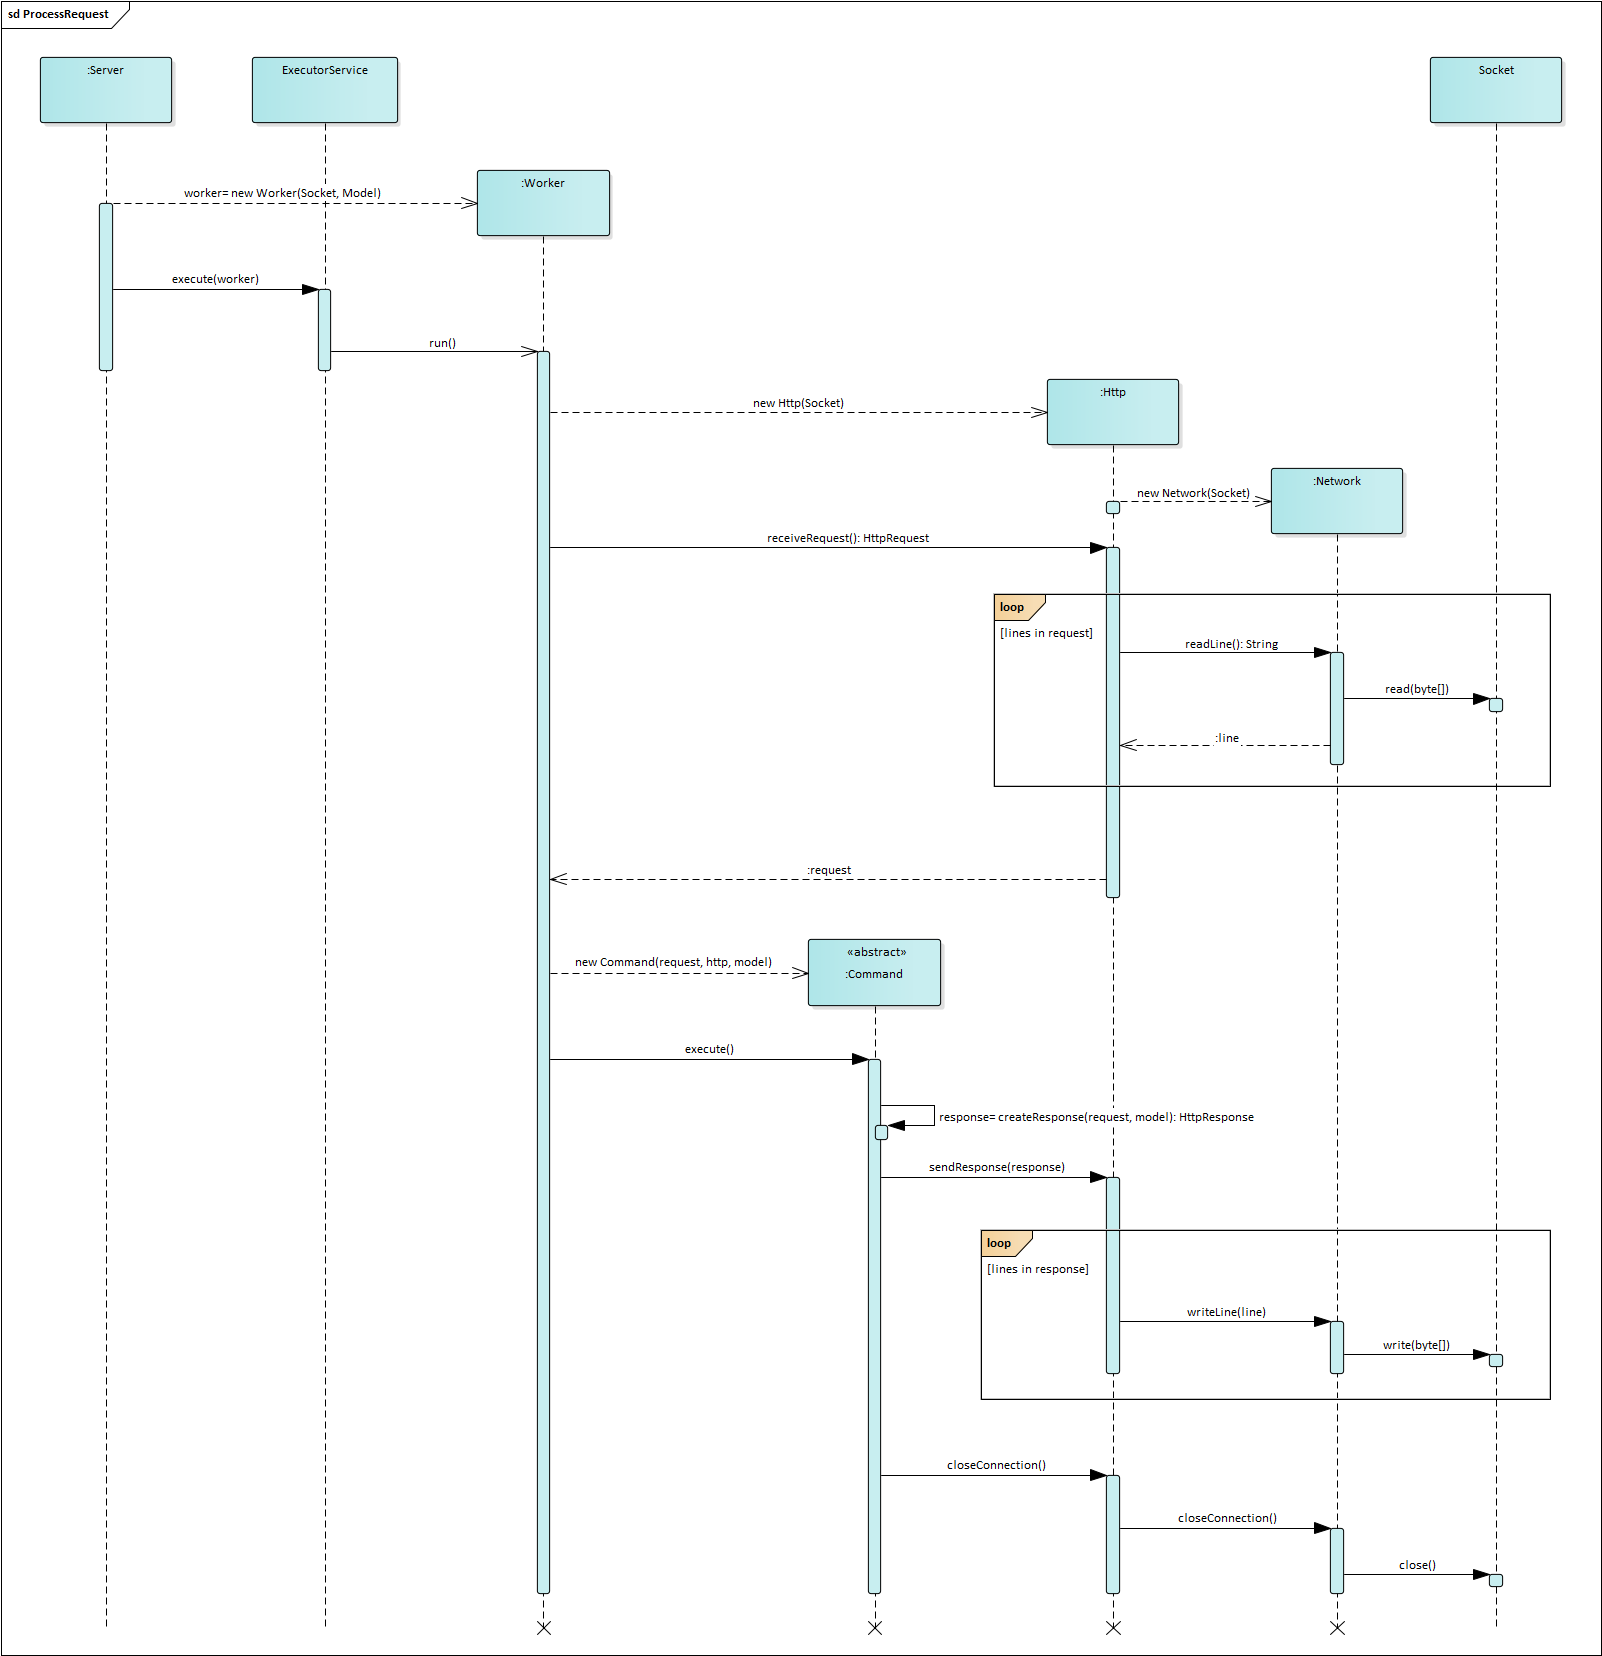 sd ProcessRequest
:Server
ExecutorService
Socket
:Worker
worker= new Worker(Socket, Model)
execute(worker)
run()
:Http
new Http(Socket)
:Network
new Network(Socket)
receiveRequest(): HttpRequest
loop
[lines in request]
readLine(): String
read(byte[])
:line
:request
«abstract»
:Command
new Command(request, http, model)
execute()
response= createResponse(request, model): HttpResponse
sendResponse(response)
loop
[lines in response]
writeLine(line)
write(byte[])
closeConnection()
closeConnection()
close()